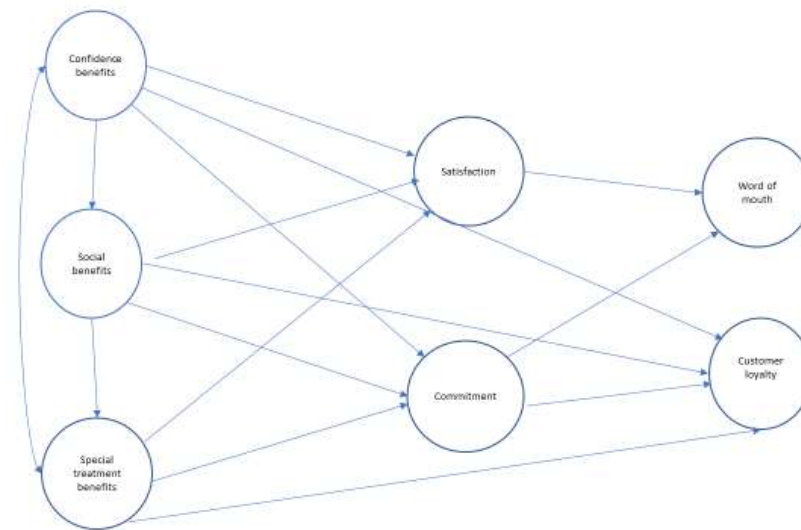 Confidence
benefits
Satisfaction
Word of
mouth
Social
benefits
Customer
loyalty
Commitment
Special
treatment
benefits